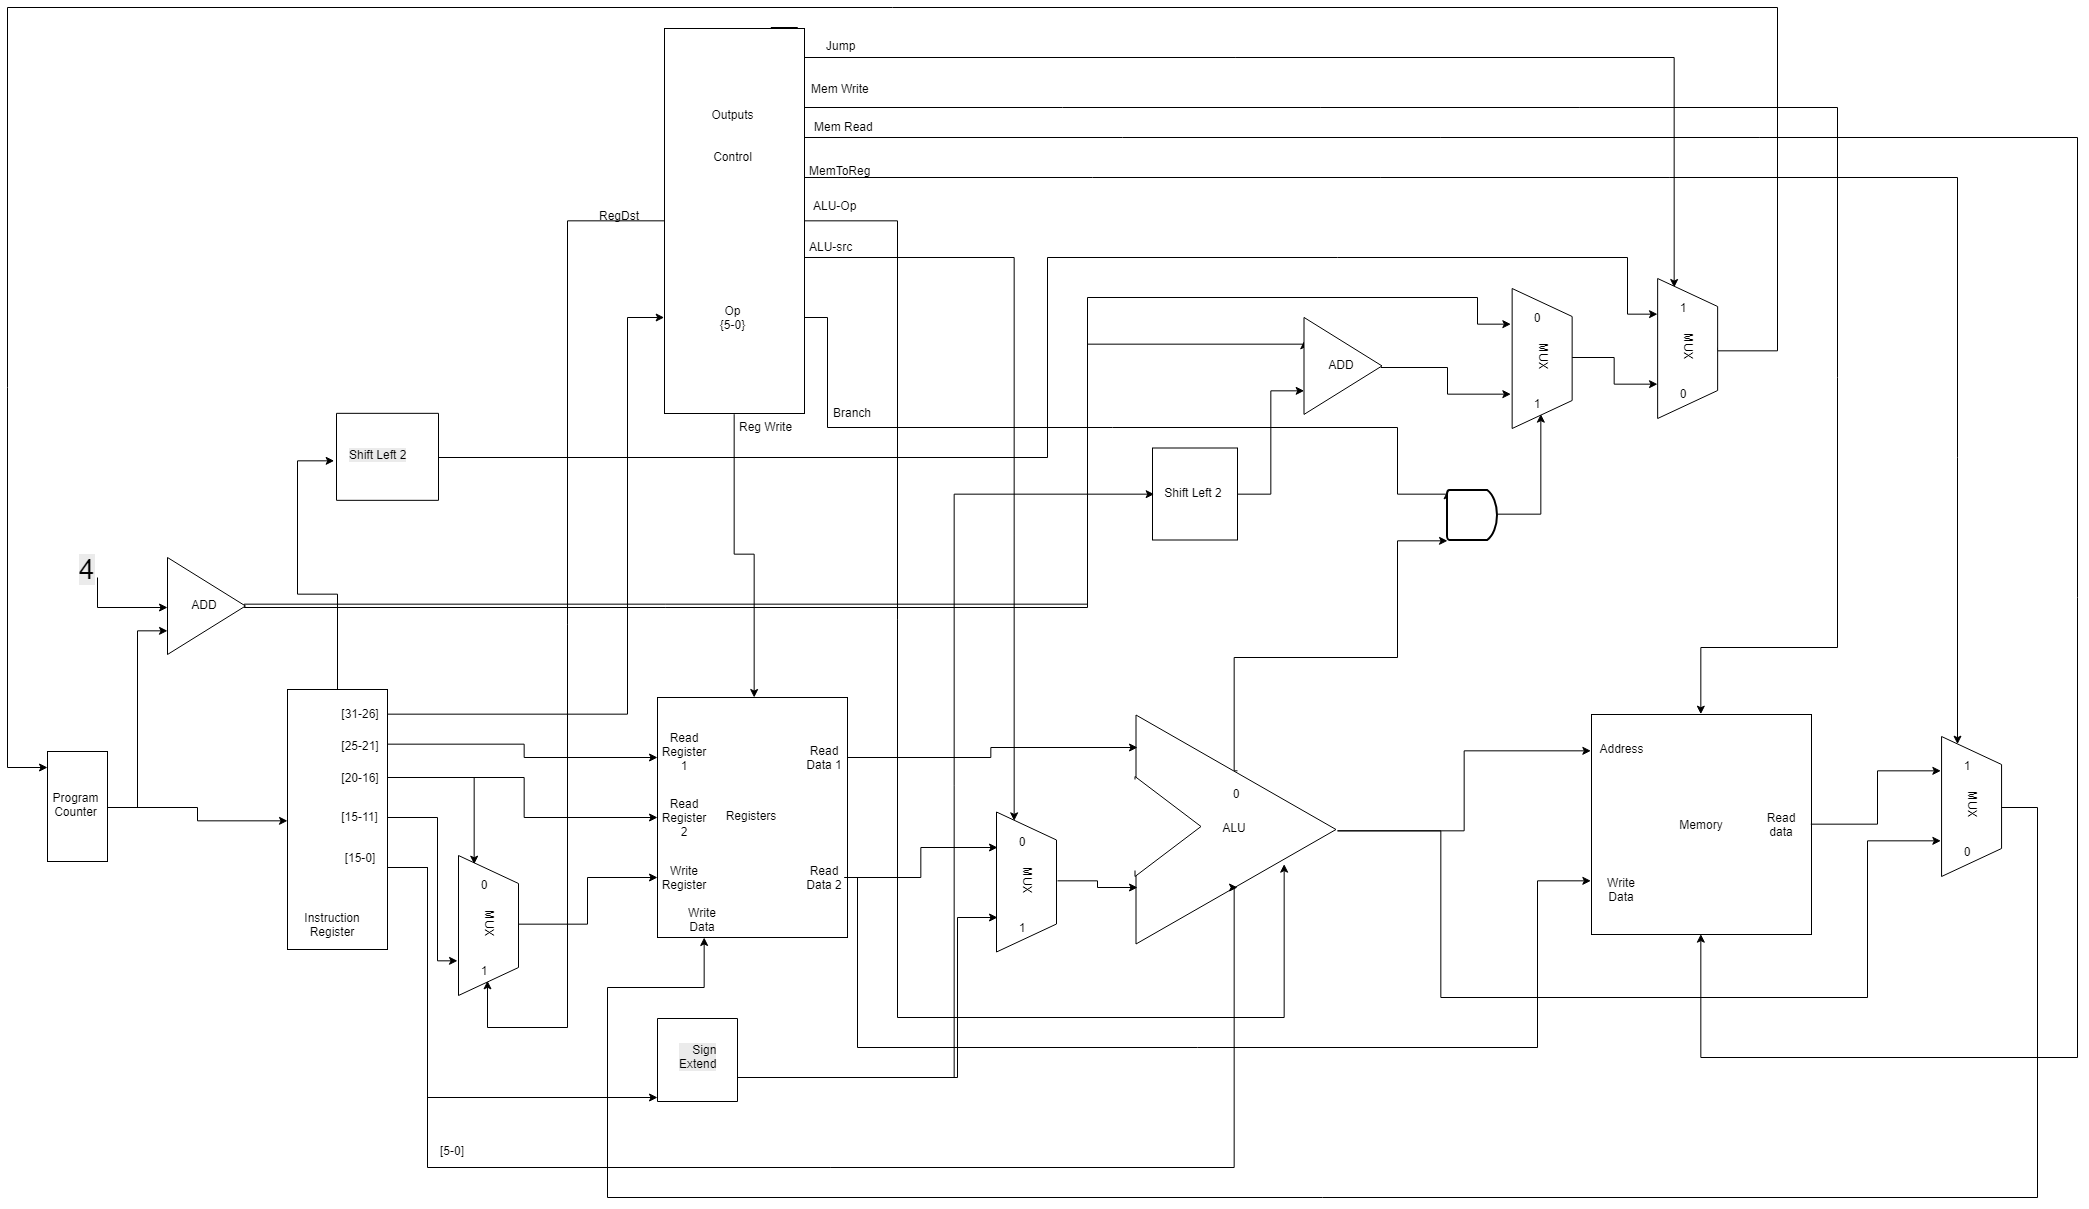 Jump
Mem Write
Outputs
Mem Read
Control
MemToReg
ALU-Op
RegDst
ALU-src
Op
{5-0}
1
0
MUX
MUX
ADD
0
1
Branch
Reg Write
Shift Left 2
Shift Left 2
4
ADD
[31-26]
[25-21]
[20-16]
[15-11]
[15-0]
Instruction
Register
Program
Counter
0
MUX
1
Read
Register
1
Read
Register
2
Registers
Write
Register
Write
Data
Read
Data 1
Read
Data 2
0
MUX
1
0
ALU
Address
Memory
Read
data
Write
Data
1
MUX
0
Sign
Extend
[5-0]